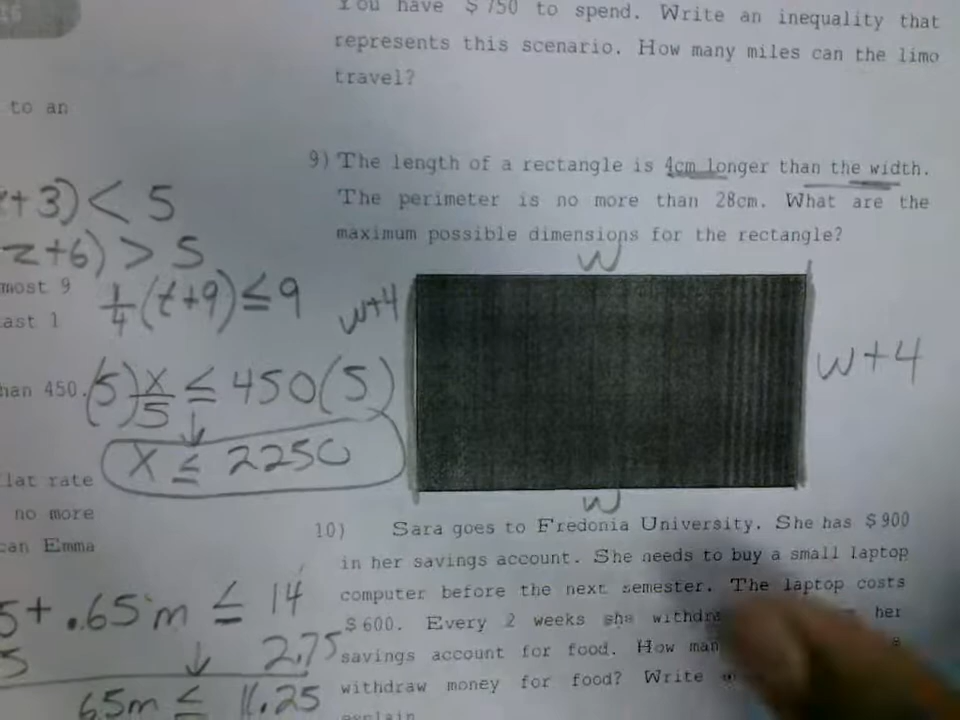 You have $750 to spend. Write an inequality that
represents this scenario. How many miles can the limo
travel?
to an
+3) < 5
z+6) > 5
most 9
1/4 (t+9) ≤ 9
ast 1
han 450.
(5) x/5 ≤ 450 (5)
x ≤ 2250
lat rate
no more
can Emma
5 + .65m ≤ 14
5 2.75
65m ≤ 11.25
9) The length of a rectangle is 4cm longer than the width.
The perimeter is no more than 28cm. What are the
maximum possible dimensions for the rectangle?
w
w+4
w+4
w
10) Sara goes to Fredonia University. She has $900
in her savings account. She needs to buy a small laptop
computer before the next semester. The laptop costs
$600. Every 2 weeks she withdra her
savings account for food. How man
withdraw money for food? Write
explain